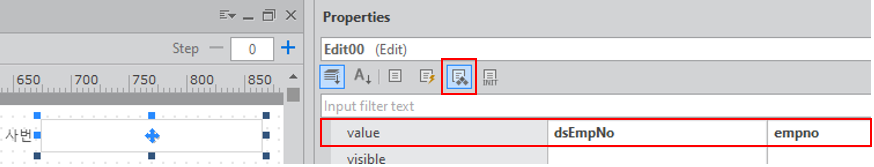 Properties
Step 0
Edit00 (Edit)
A
INIT
650 700 750 800 850
Input filter text
사번
value dsEmpNo empno
visible